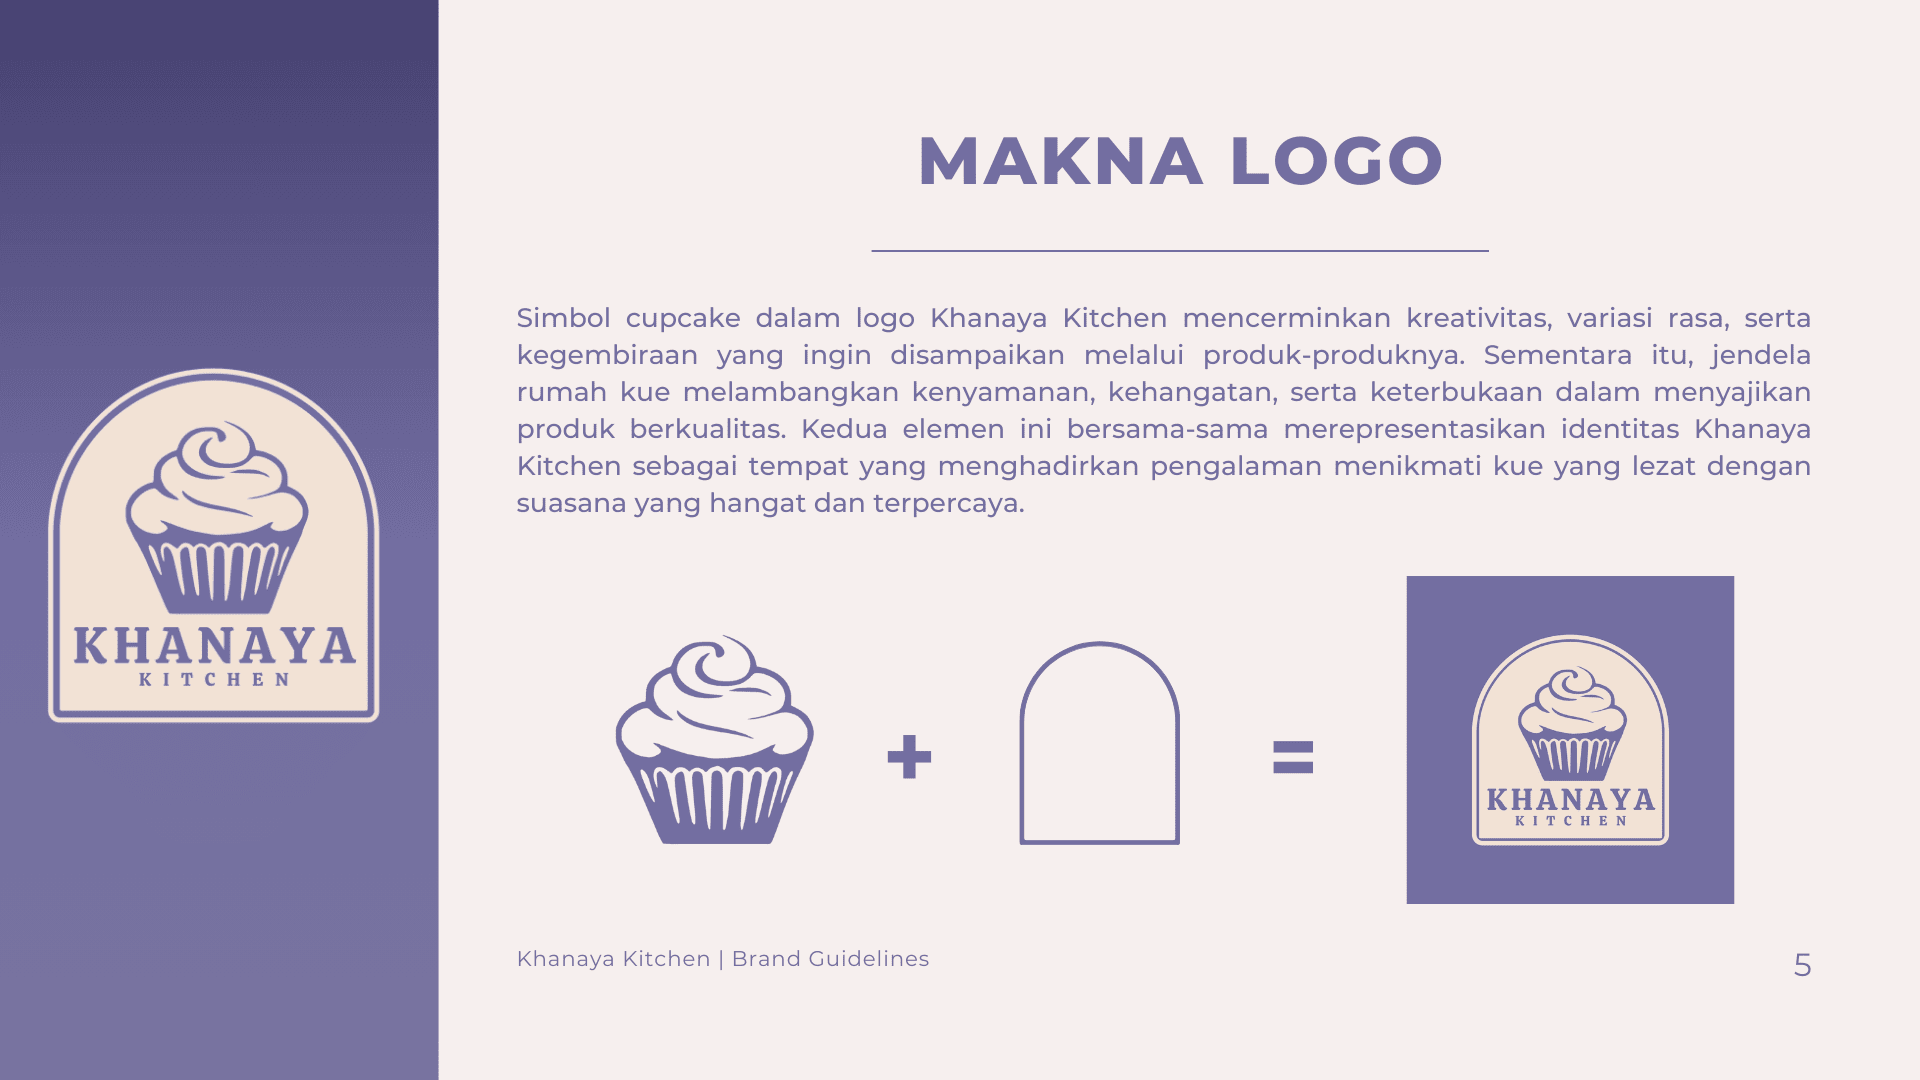 KHANAYA
KITCHEN
MAKNA LOGO
Simbol cupcake dalam logo Khanaya Kitchen mencerminkan kreativitas, variasi rasa, serta
kegembiraan yang ingin disampaikan melalui produk-produknya. Sementara itu, jendela
rumah kue melambangkan kenyamanan, kehangatan, serta keterbukaan dalam menyajikan
produk berkualitas. Kedua elemen ini bersama-sama merepresentasikan identitas Khanaya
Kitchen sebagai tempat yang menghadirkan pengalaman menikmati kue yang lezat dengan
suasana yang hangat dan terpercaya.
+
=
KHANAYA
KITCHEN
Khanaya Kitchen | Brand Guidelines
5